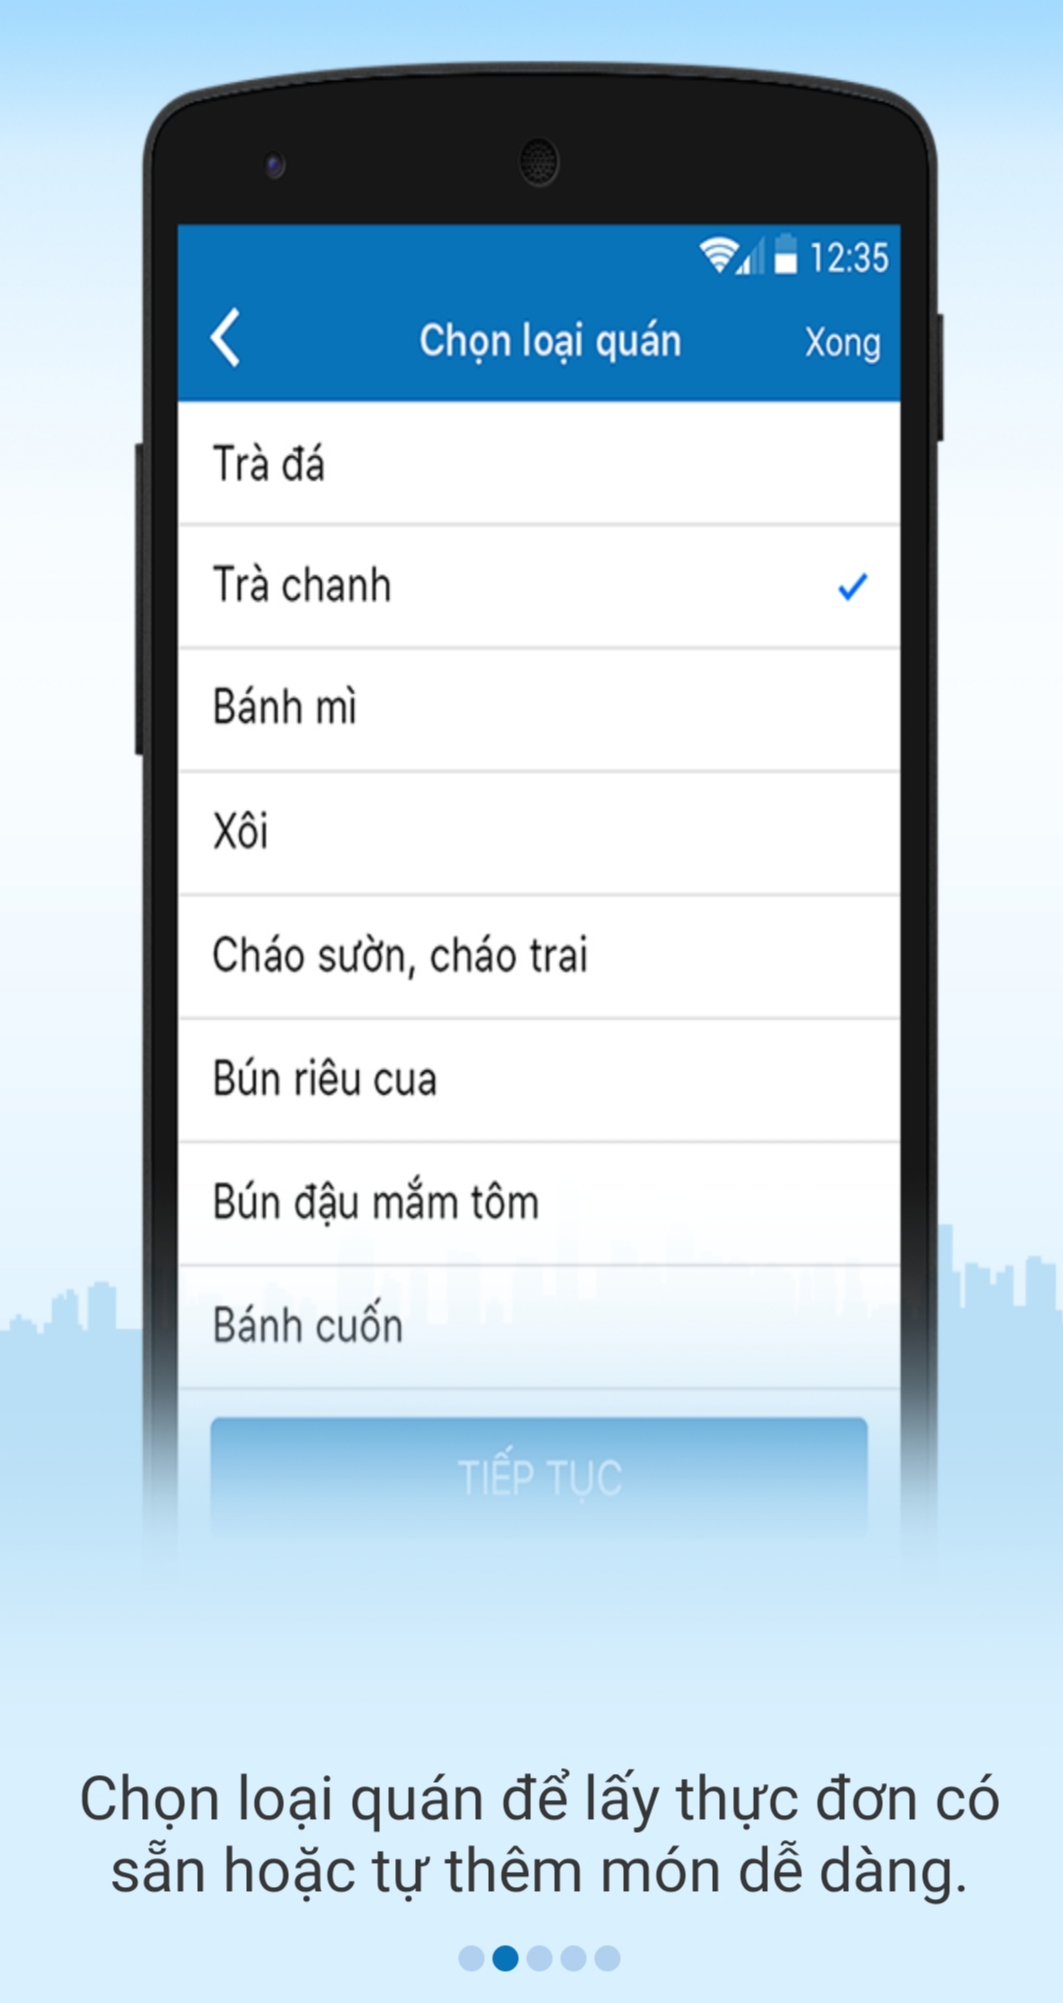 12:35
Chọn loại quán
Xong
Trà đá
Trà chanh
Bánh mì
Xôi
Cháo sườn, cháo trai
Bún riêu cua
Bún đậu mắm tôm
Bánh cuốn
TIẾP TỤC
Chọn loại quán để lấy thực đơn có
sẵn hoặc tự thêm món dễ dàng.